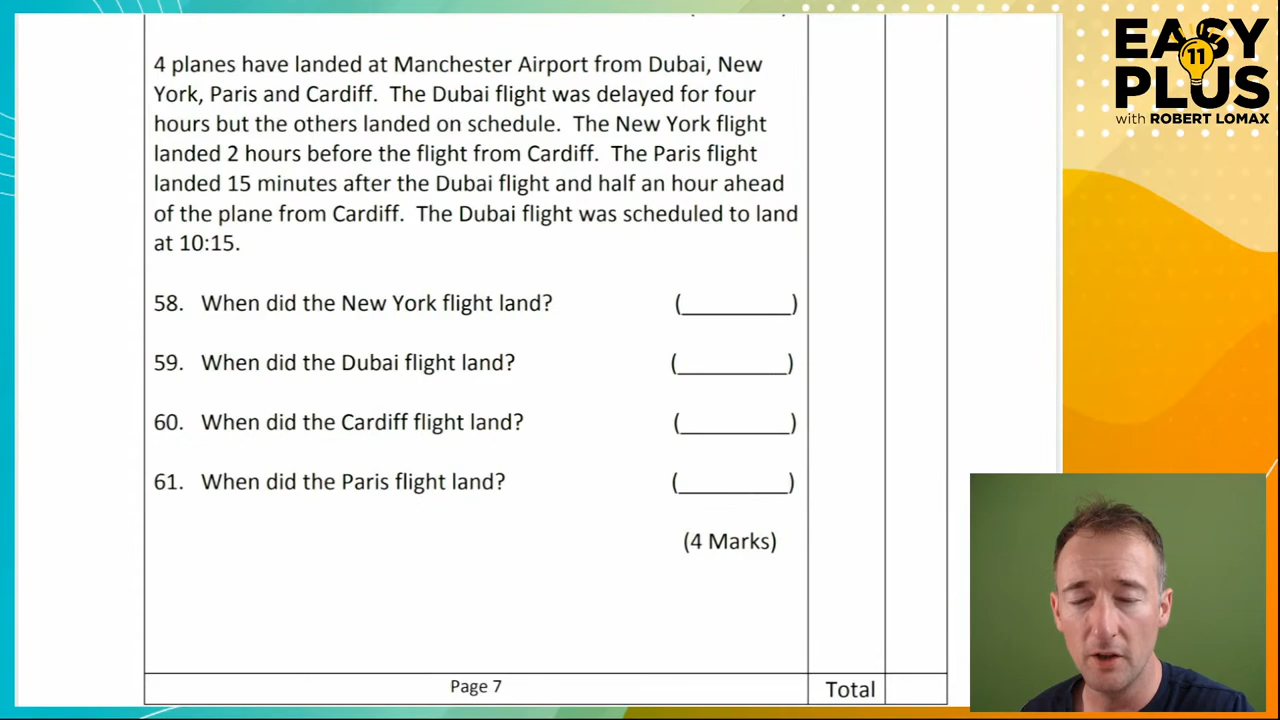 EASY
11
PLUS
with ROBERT LOMAX
4 planes have landed at Manchester Airport from Dubai, New
York, Paris and Cardiff. The Dubai flight was delayed for four
hours but the others landed on schedule. The New York flight
landed 2 hours before the flight from Cardiff. The Paris flight
landed 15 minutes after the Dubai flight and half an hour ahead
of the plane from Cardiff. The Dubai flight was scheduled to land
at 10:15.
58. When did the New York flight land? (__________)
59. When did the Dubai flight land? (__________)
60. When did the Cardiff flight land? (__________)
61. When did the Paris flight land? (__________)
(4 Marks)
Page 7 Total